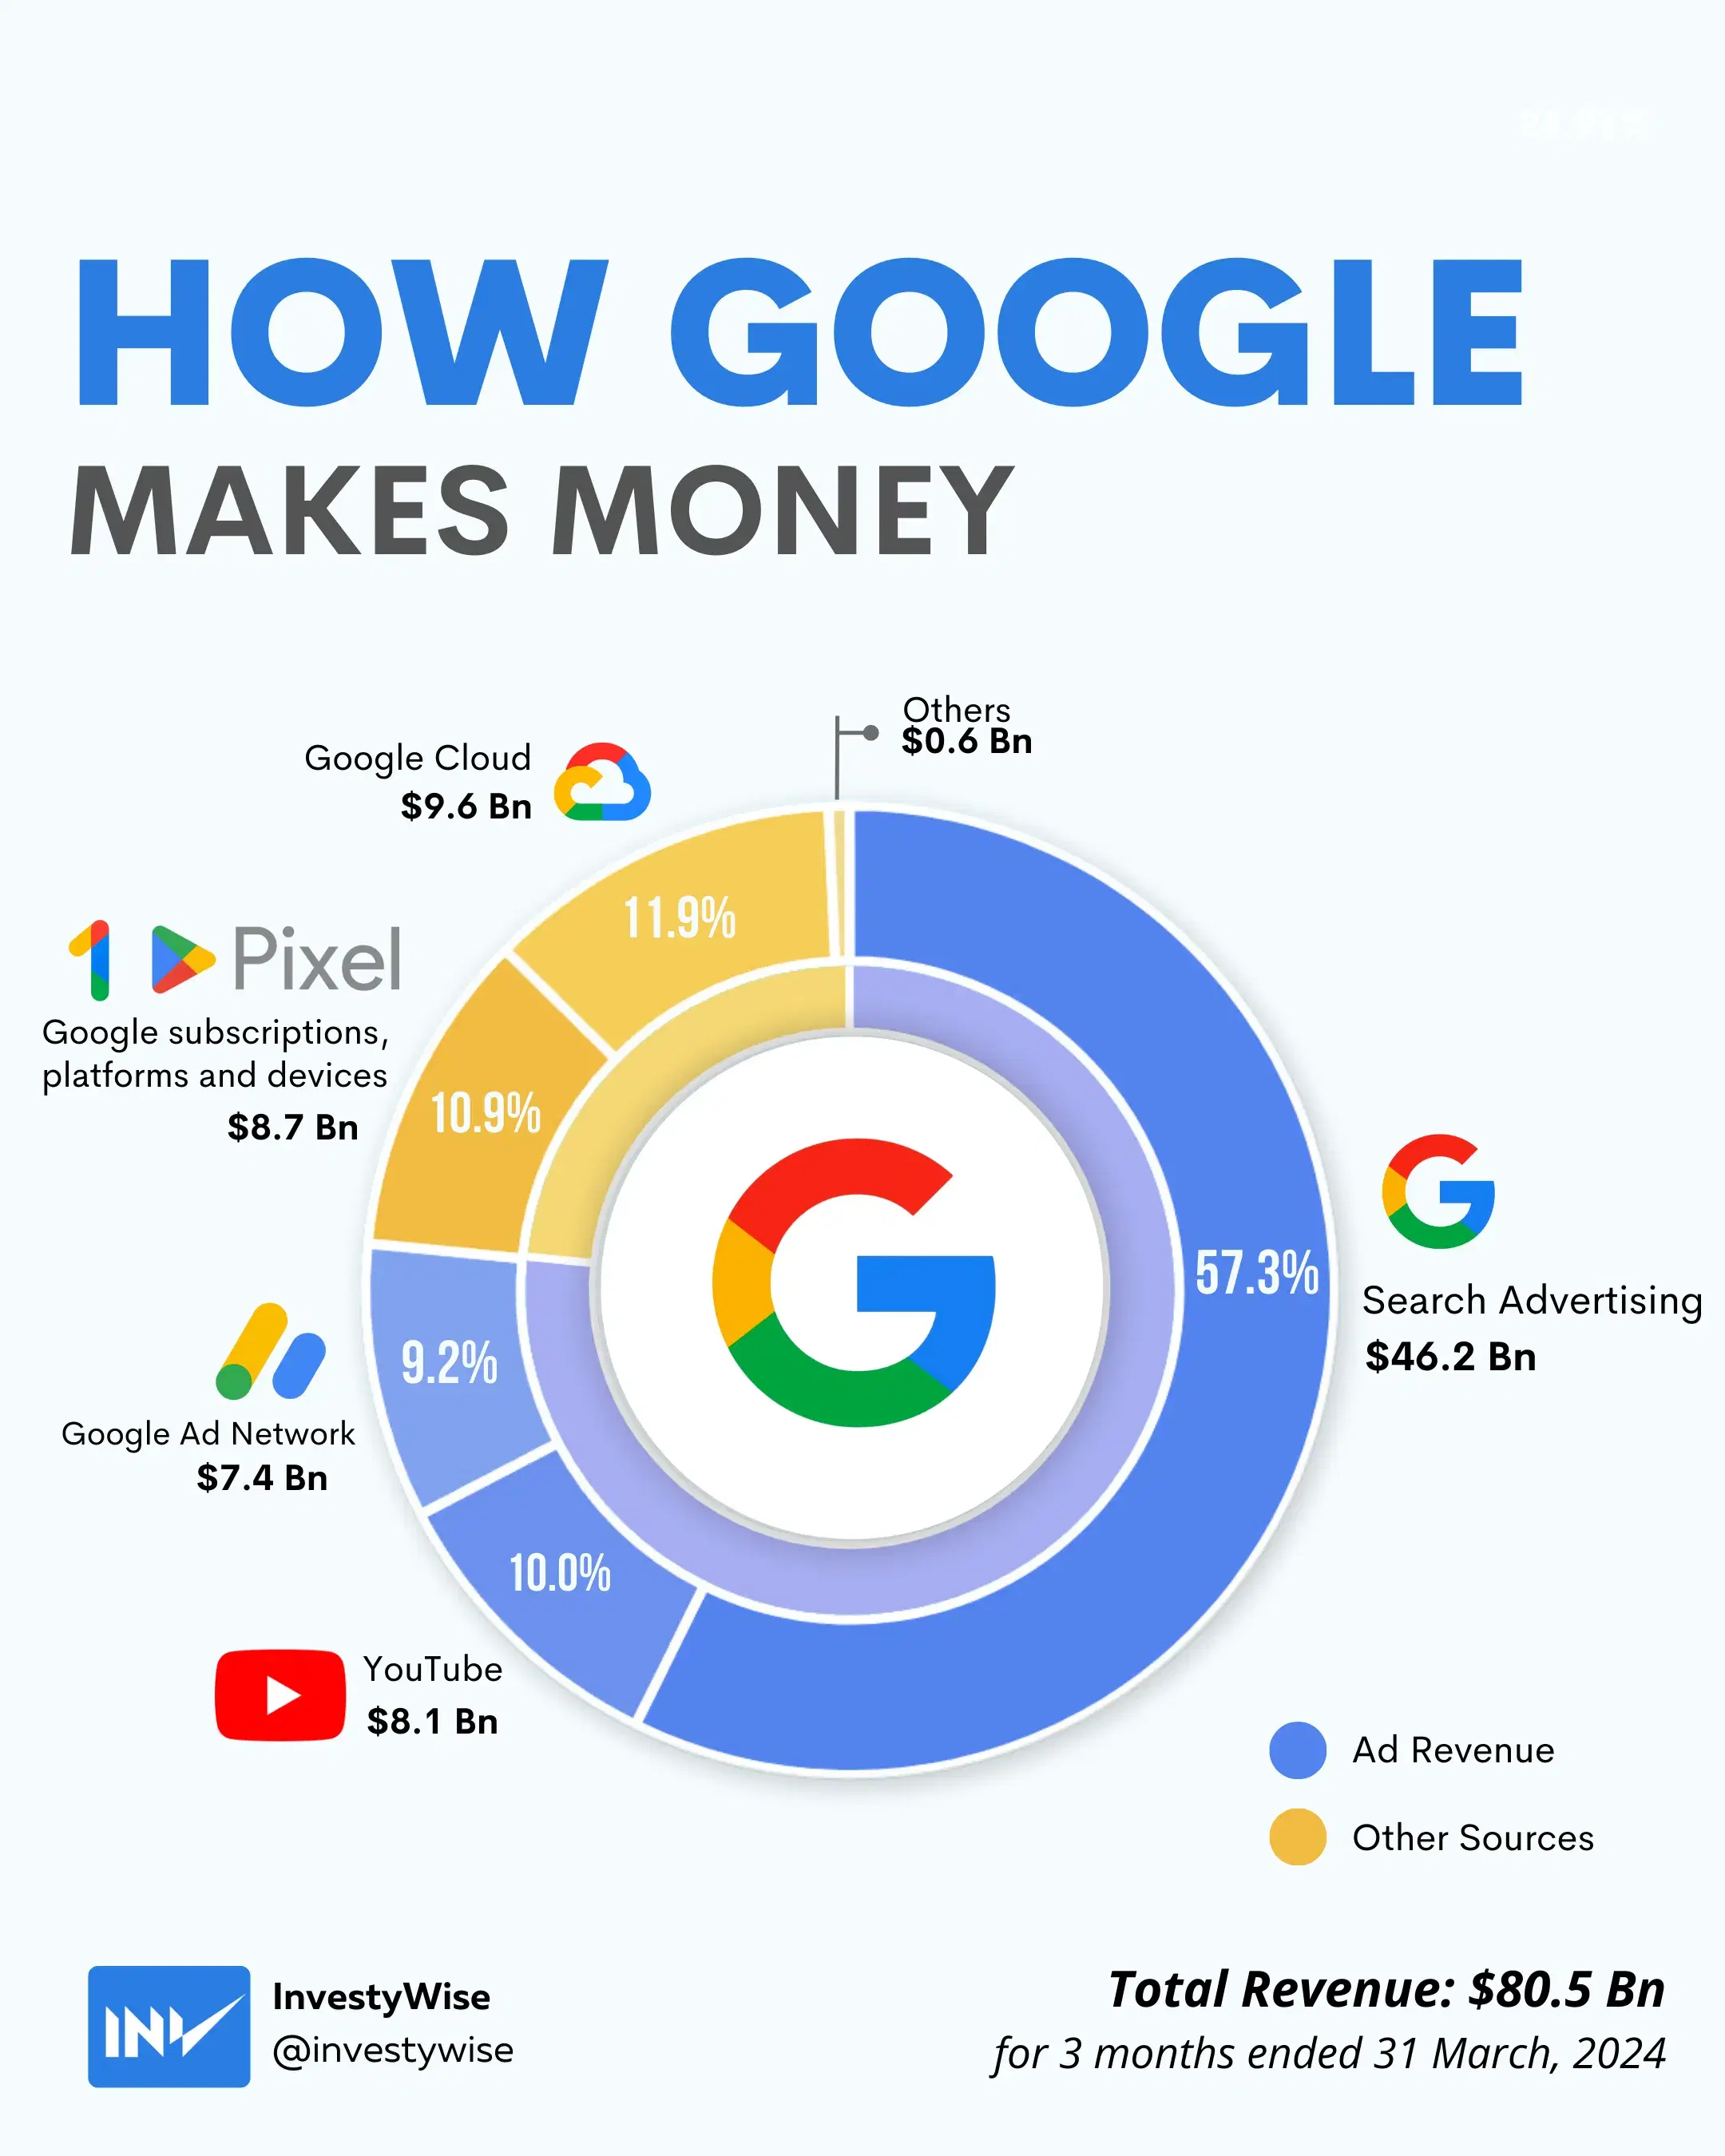 HOW GOOGLE
MAKES MONEY
Others
$0.6 Bn
Google Cloud
$9.6 Bn
11.9%
Pixel
Google subscriptions,
platforms and devices
$8.7 Bn
10.9%
57.3%
Search Advertising
$46.2 Bn
9.2%
Google Ad Network
$7.4 Bn
10.0%
YouTube
$8.1 Bn
Ad Revenue
Other Sources
InvestyWise
@investywise
INV
Total Revenue: $80.5 Bn
for 3 months ended 31 March, 2024